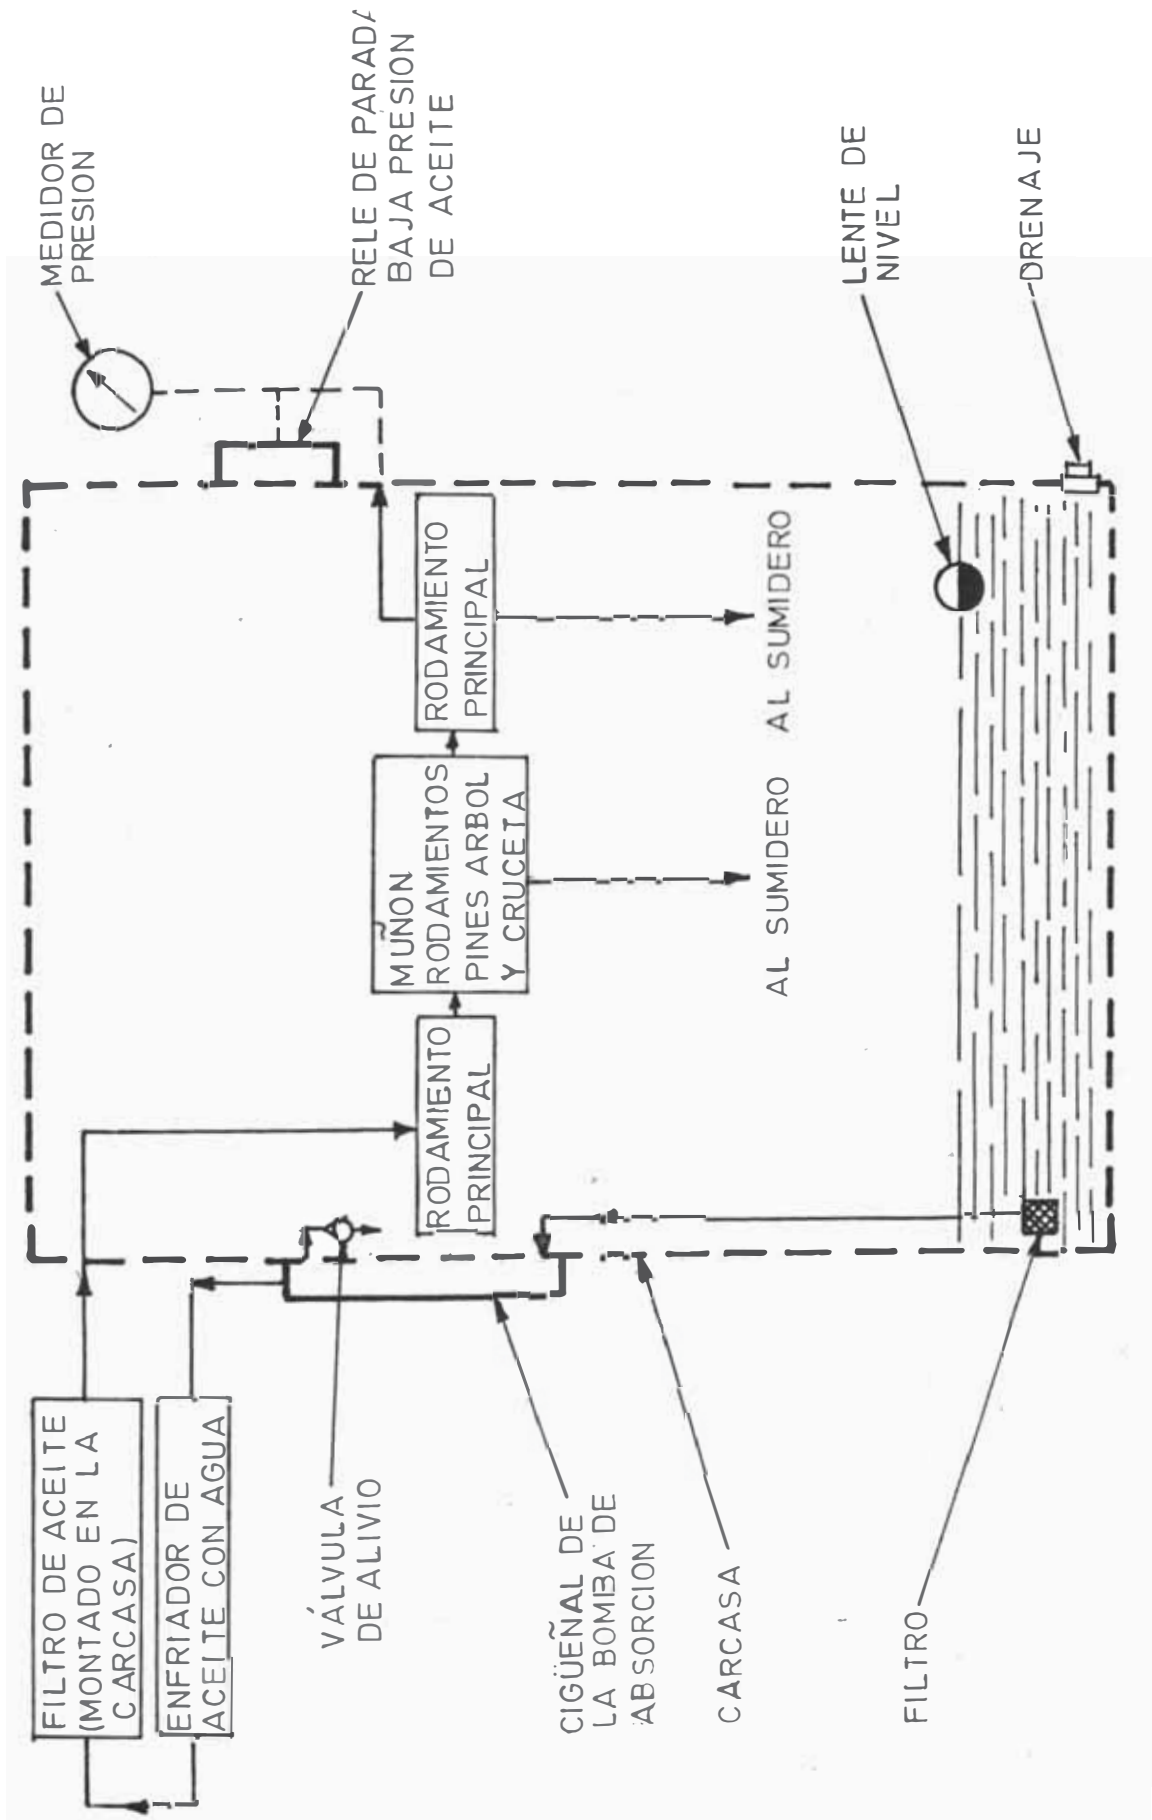 FILTRO DE ACEITE
(MONTADO EN LA
CARCASA)
ENFRIADOR DE
ACEITE CON AGUA
VÁLVULA
DE ALIVIO
CIGÜEÑAL DE
LA BOMBA DE
ABSORCION
CARCASA
FILTRO
RODAMIENTO
PRINCIPAL
MUÑON
RODAMIENTOS
PINES ARBOL
Y CRUCETA
RODAMIENTO
PRINCIPAL
AL SUMIDERO
AL SUMIDERO
MEDIDOR DE
PRESION
RELE DE PARADA
BAJA PRESION
DE ACEITE
LENTE DE
NIVEL
DRENAJE